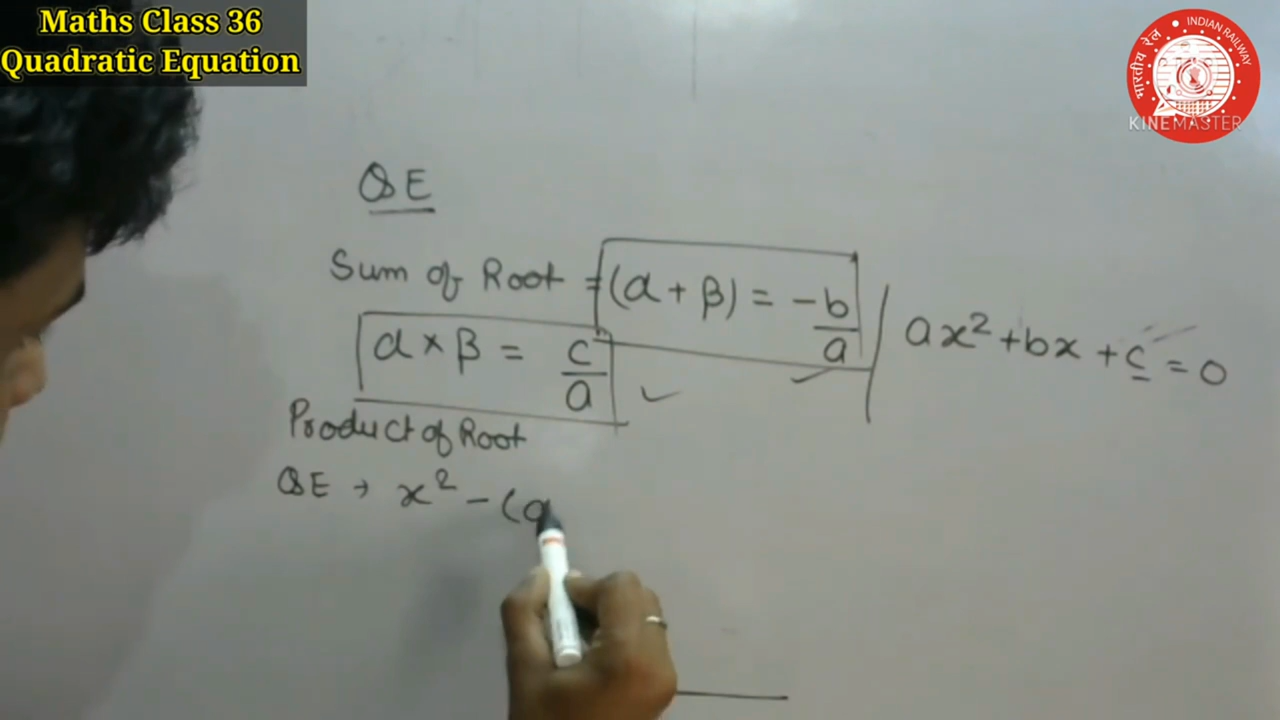 Maths Class 36
Quadratic Equation
भारतीय रेल INDIAN RAILWAY
KINEMASTER
QE
Sum of Root = (α + β) = -b/a
ax² + bx + c = 0
α × β = c/a
Product of Root
QE → x² - (α